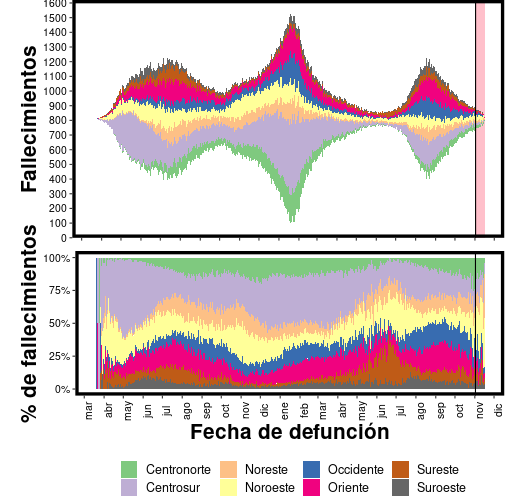 Fallecimientos
1600
1500
1400
1300
1200
1100
1000
900
800
700
600
500
400
300
200
100
0
% de fallecimientos
100%
75%
50%
25%
0%
mar
abr
may
jun
jul
ago
sep
oct
nov
dic
ene
feb
mar
abr
may
jun
jul
ago
sep
oct
nov
dic
Fecha de defunción
Centronorte Noreste Occidente Sureste
Centrosur Noroeste Oriente Suroeste